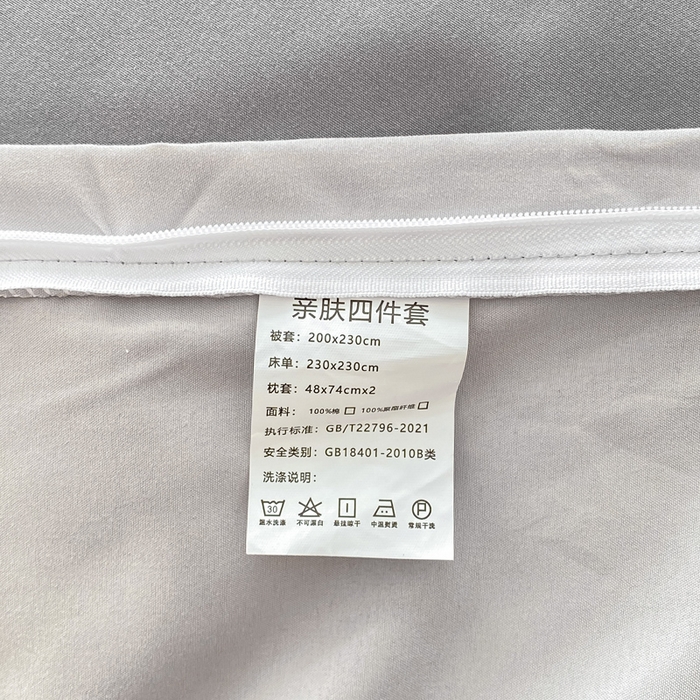 亲肤四件套
被套：200x230cm
床单：230x230cm
枕套：48x74cmx2
面料：100%棉 □ 100%聚酯纤维 □
执行标准：GB/T22796-2021
安全类别：GB18401-2010B类
洗涤说明：
30 P
温水洗涤 不可漂白 悬挂晾干 中温熨烫 常规干洗